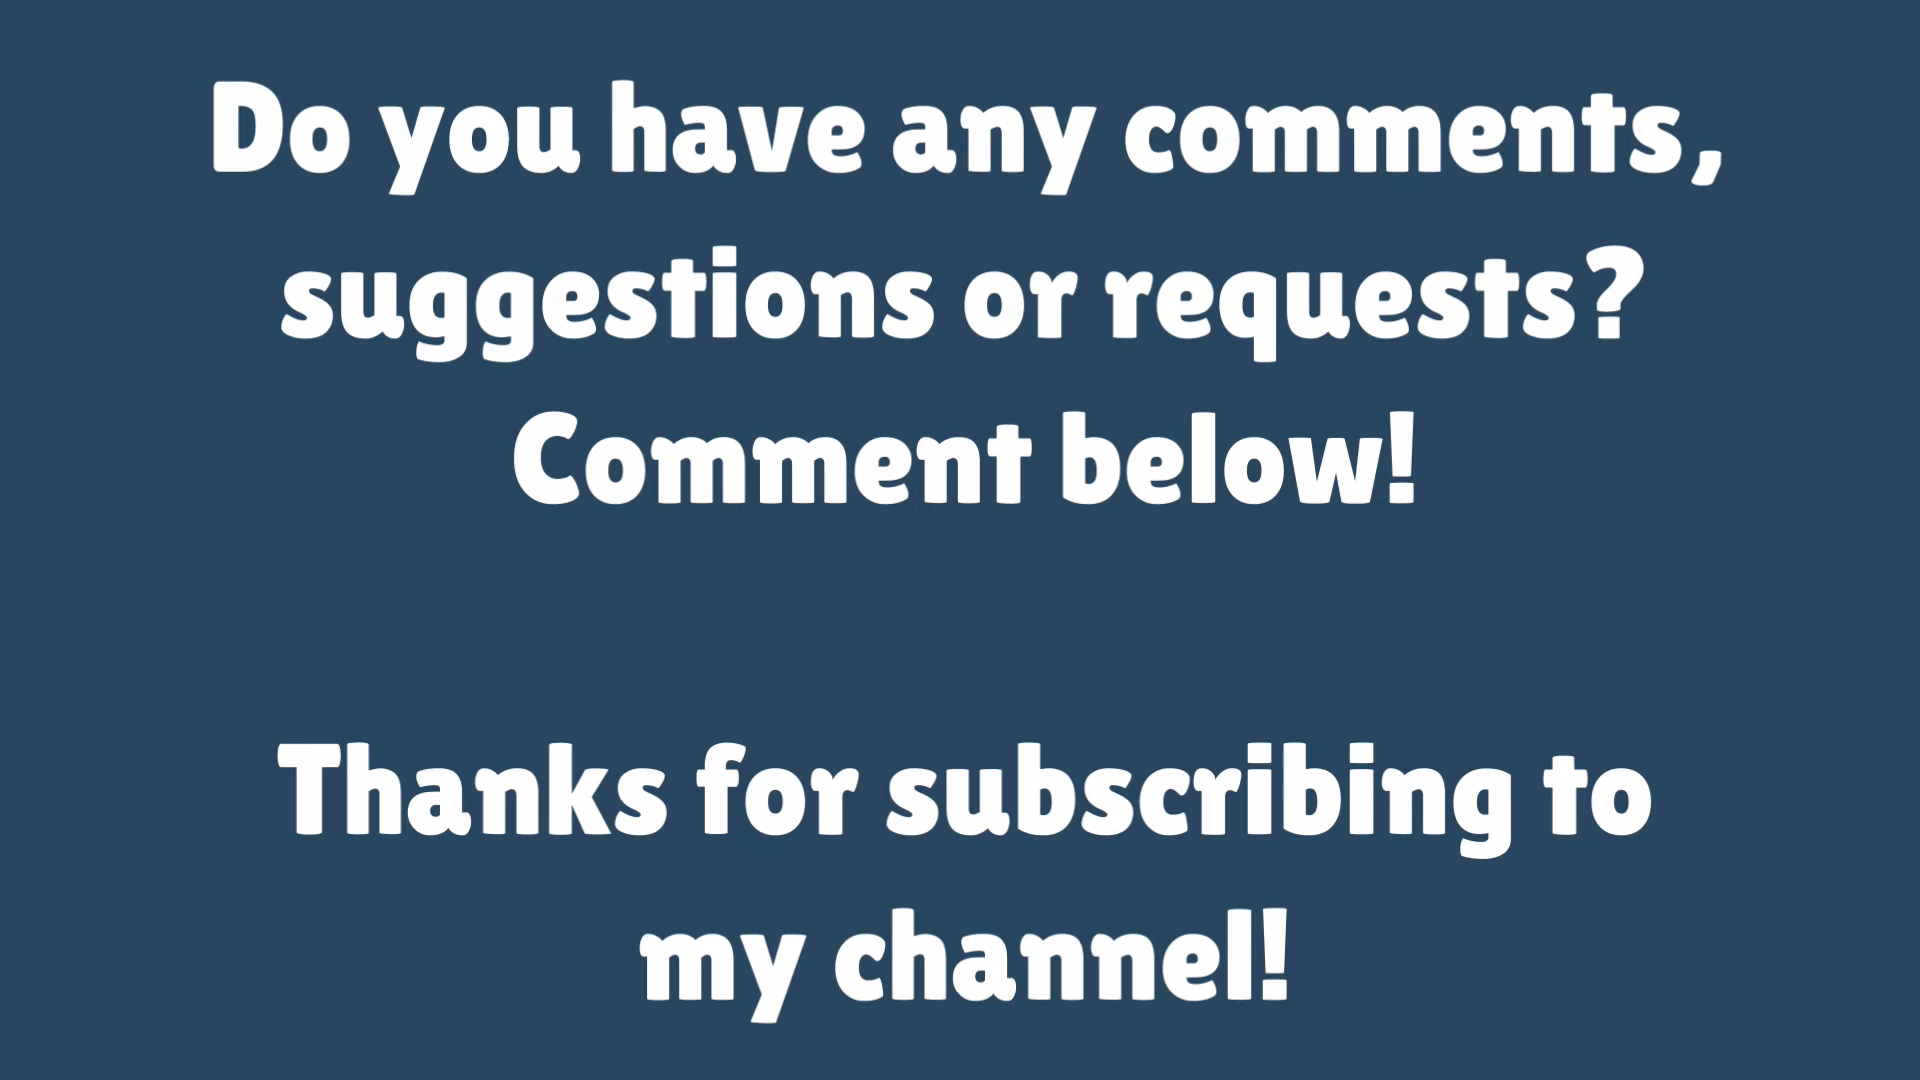 Do you have any comments,
suggestions or requests?
Comment below!
Thanks for subscribing to
my channel!